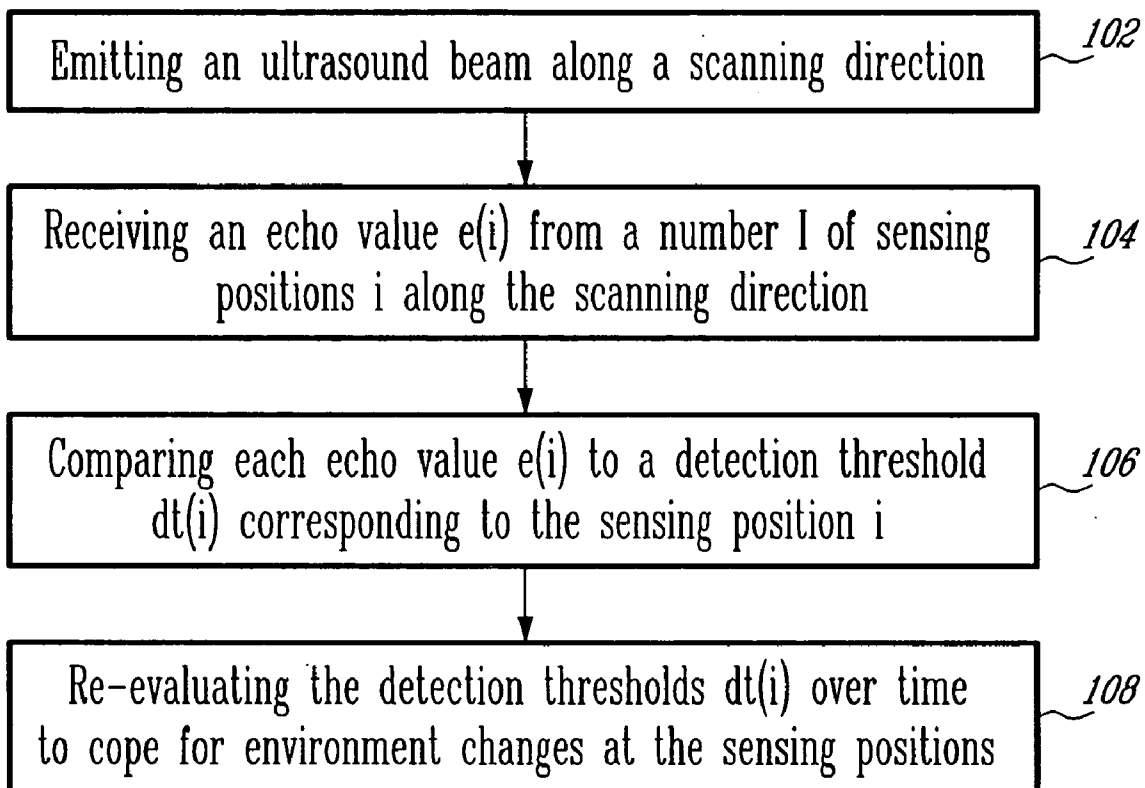 Emitting an ultrasound beam along a scanning direction
102
Receiving an echo value e(i) from a number I of sensing
positions i along the scanning direction
104
Comparing each echo value e(i) to a detection threshold
dt(i) corresponding to the sensing position i
106
Re-evaluating the detection thresholds dt(i) over time
to cope for environment changes at the sensing positions
108